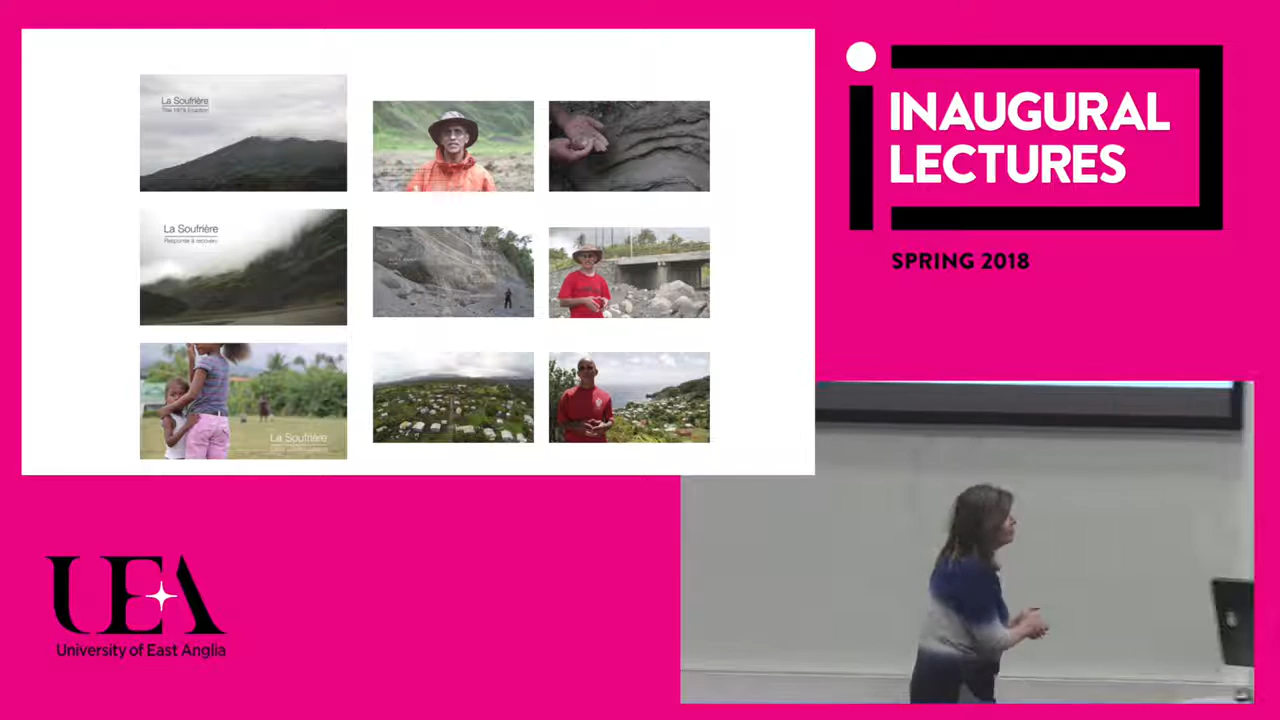 La Soufrière
The 1979 Eruption
La Soufrière
Response & recovery
La Soufrière
INAUGURAL
LECTURES
SPRING 2018
UEA
University of East Anglia